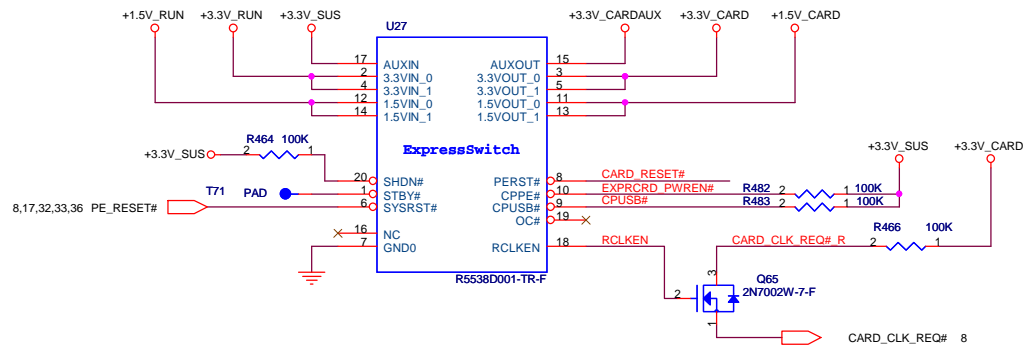 +1.5V_RUN +3.3V_RUN +3.3V_SUS +3.3V_CARDAUX +3.3V_CARD +1.5V_CARD
U27
17 AUXIN AUXOUT 15
2 3.3VIN_0 3.3VOUT_0 3
4 3.3VIN_1 3.3VOUT_1 5
12 1.5VIN_0 1.5VOUT_0 11
14 1.5VIN_1 1.5VOUT_1 13
R464 100K
ExpressSwitch
+3.3V_SUS 2 1
+3.3V_SUS +3.3V_CARD
20 SHDN# PERST# 8 CARD_RESET#
T71 PAD 1 STBY# CPPE# 10 EXPRCRD_PWREN# R482 2 1 100K
8,17,32,33,36 PE_RESET# 6 SYSRST# CPUSB# 9 CPUSB# R483 2 1 100K
OC# 19
R466 100K
16 NC
7 GND0 RCLKEN 18 RCLKEN CARD_CLK_REQ#_R 2 1
R5538D001-TR-F
3 Q65
2 2N7002W-7-F
1
CARD_CLK_REQ# 8